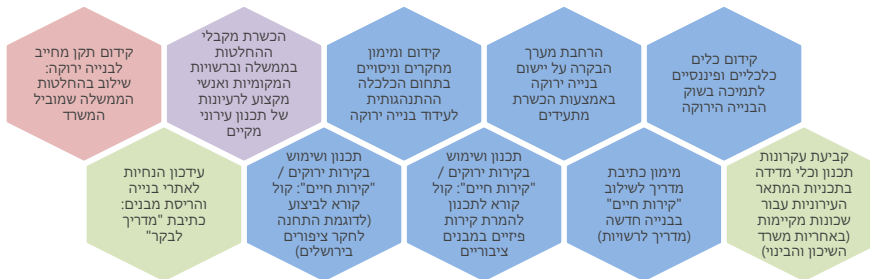 קידום כלים
כלכליים ופיננסיים
לתמיכה בשוק
הבנייה הירוקה
הרחבת מערך
הבקרה על יישום
בנייה ירוקה
באמצעות הכשרת
מתעידים
קידום ומימון
מחקרים וניסויים
בתחום הכלכלה
ההתנהגותית
לעידוד בנייה ירוקה
הכשרת מקבלי
ההחלטות
בממשלה וברשויות
המקומיות ואנשי
מקצוע לרעיונות
של תכנון עירוני
מקיים
קידום תקן מחייב
לבנייה ירוקה:
שילוב בהחלטות
הממשלה שמוביל
המשרד
קביעת עקרונות
תכנון וכלי מדידה
בתכניות המתאר
העירוניות עבור
שכונות מקיימות
(באחריות משרד
השיכון והבינוי)
מימון כתיבת
מדריך לשילוב
"קירות חיים"
בבנייה חדשה
(מדריך לרשויות)
תכנון ושימוש
בקירות ירוקים /
"קירות חיים": קול
קורא לתכנון
להמרת קירות
פיזיים במבנים
ציבוריים
תכנון ושימוש
בקירות ירוקים /
"קירות חיים": קול
קורא לביצוע
(לדוגמת התחנה
לחקר ציפורים
בירושלים)
עידכון הנחיות
לאתרי בנייה
והריסת מבנים:
כתיבת "מדריך
לבקר"